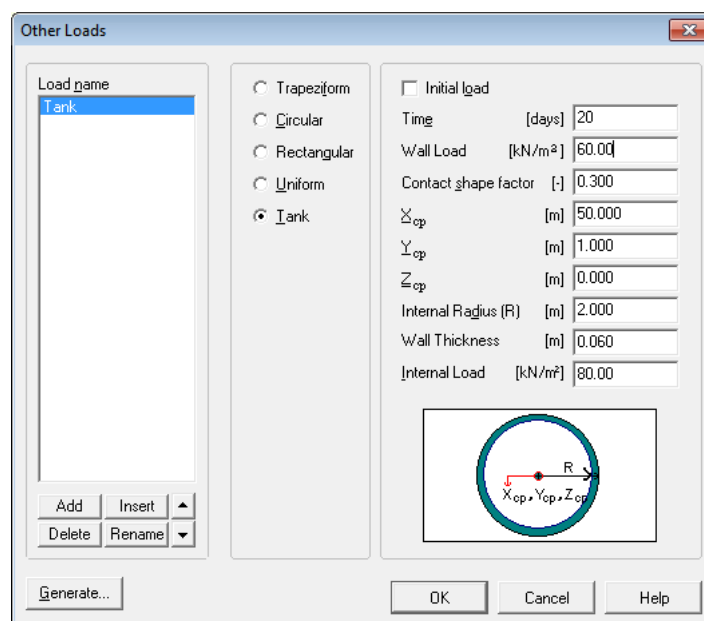 Other Loads
Load name
Tank
Add
Insert
Delete
Rename
Generate...
Trapeziform
Circular
Rectangular
Uniform
Tank
Initial load
Time [days] 20
Wall Load [kN/m²] 60.00
Contact shape factor [-] 0.300
Xcp [m] 50.000
Ycp [m] 1.000
Zcp [m] 0.000
Internal Radius (R) [m] 2.000
Wall Thickness [m] 0.060
Internal Load [kN/m²] 80.00
R
Xcp, Ycp, Zcp
OK
Cancel
Help